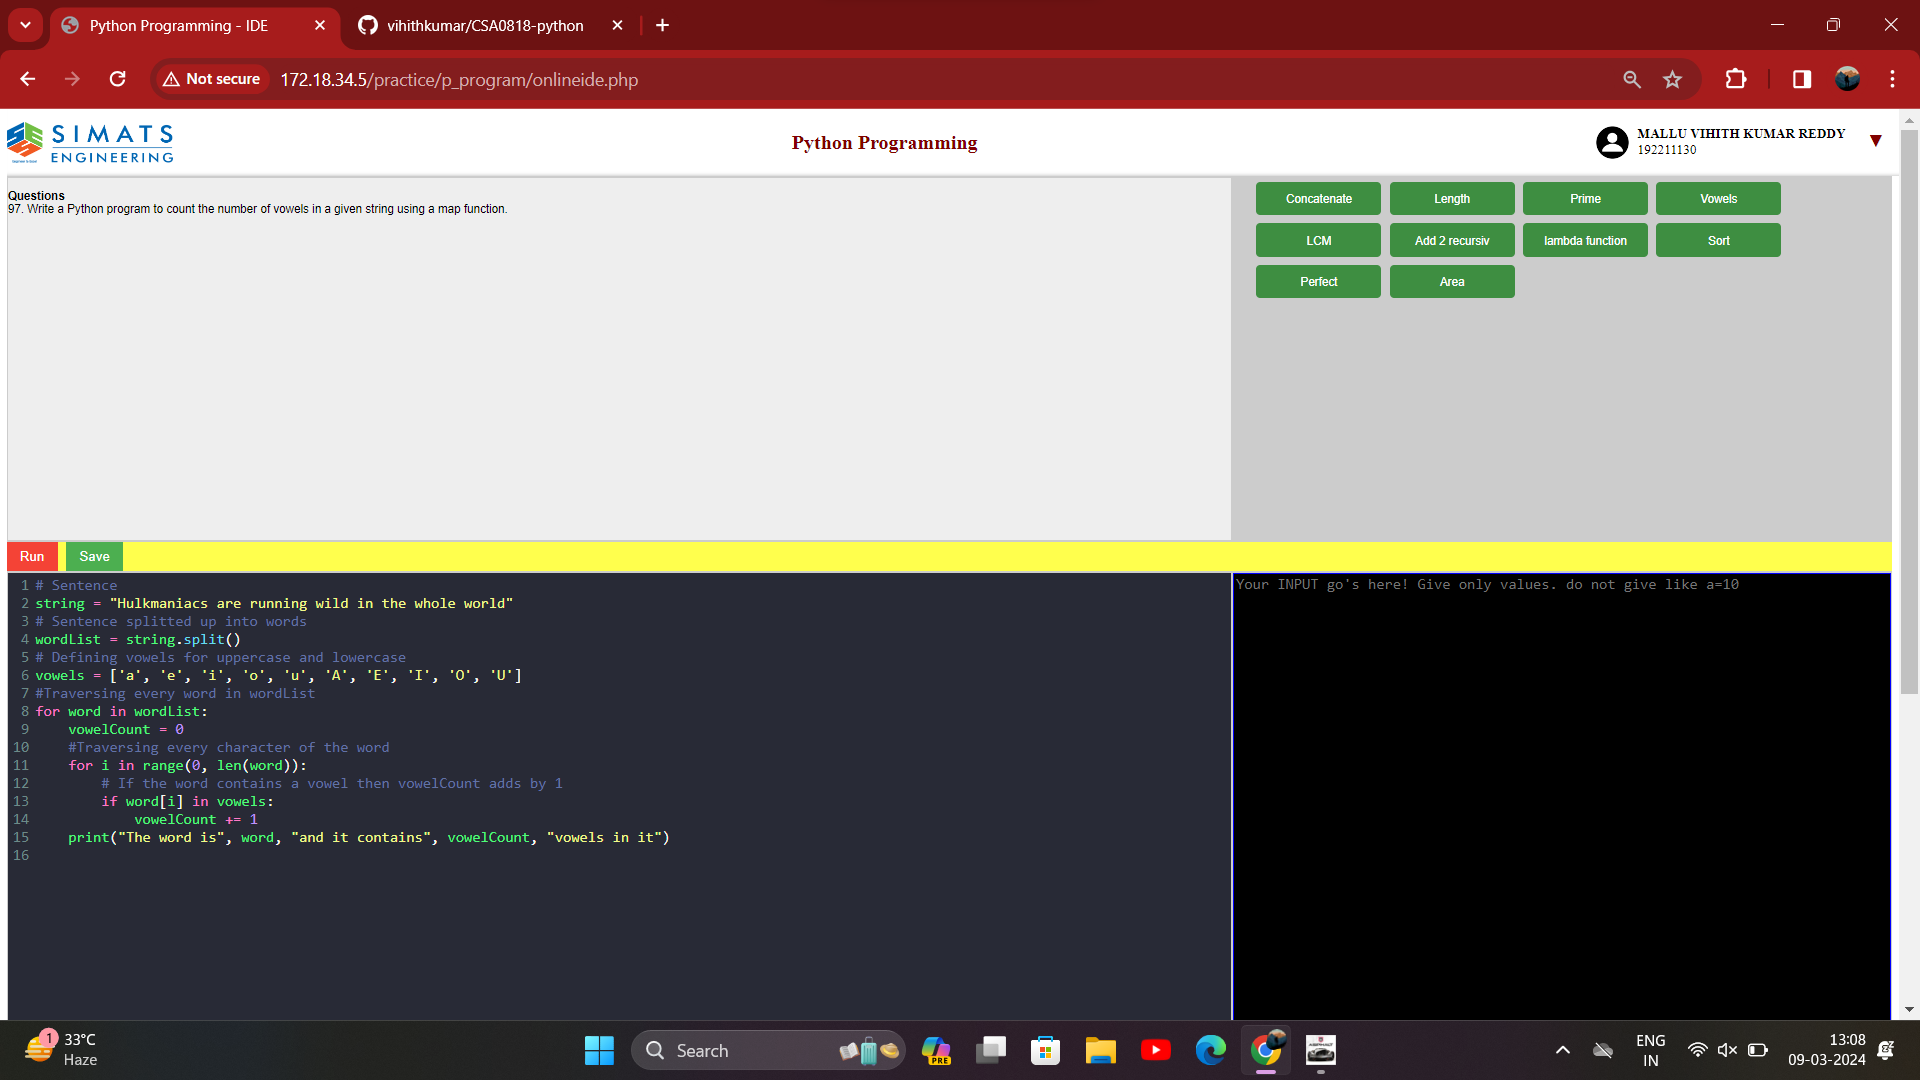 Python Programming - IDE
vihithkumar/CSA0818-python
Not secure
172.18.34.5/practice/p_program/onlineide.php
SIMATS
ENGINEERING
Python Programming
MALLU VIHITH KUMAR REDDY
192211130
Questions
97. Write a Python program to count the number of vowels in a given string using a map function.
Concatenate
Length
Prime
Vowels
LCM
Add 2 recursiv
lambda function
Sort
Perfect
Area
Run
Save
1 # Sentence
2 string = "Hulkmaniacs are running wild in the whole world"
3 # Sentence splitted up into words
4 wordList = string.split()
5 # Defining vowels for uppercase and lowercase
6 vowels = ['a', 'e', 'i', 'o', 'u', 'A', 'E', 'I', 'O', 'U']
7 #Traversing every word in wordList
8 for word in wordList:
9     vowelCount = 0
10     #Traversing every character of the word
11     for i in range(0, len(word)):
12         # If the word contains a vowel then vowelCount adds by 1
13         if word[i] in vowels:
14             vowelCount += 1
15     print("The word is", word, "and it contains", vowelCount, "vowels in it")
16
Your INPUT go's here! Give only values. do not give like a=10
1
33°C
Haze
Search
PRE
ENG
IN
13:08
09-03-2024